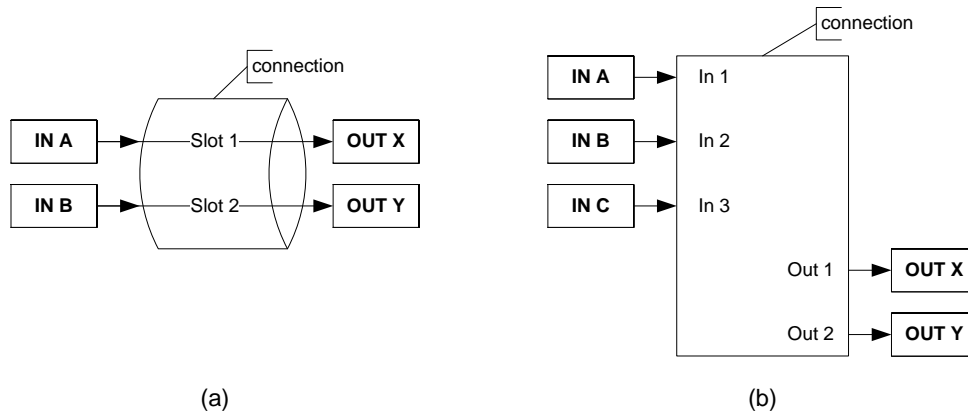 connection
IN A Slot 1 OUT X
IN B Slot 2 OUT Y
(a)
connection
IN A In 1
IN B In 2
IN C In 3
Out 1 OUT X
Out 2 OUT Y
(b)